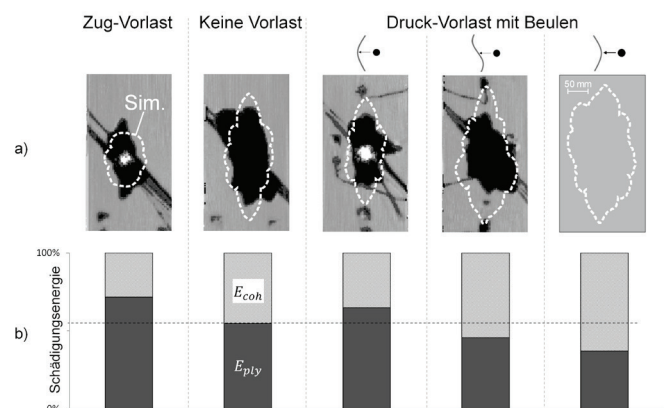 Zug-Vorlast Keine Vorlast Druck-Vorlast mit Beulen
a)
Sim.
50 mm
100%
Schädigungsenergie
b)
E_coh
E_ply
0%